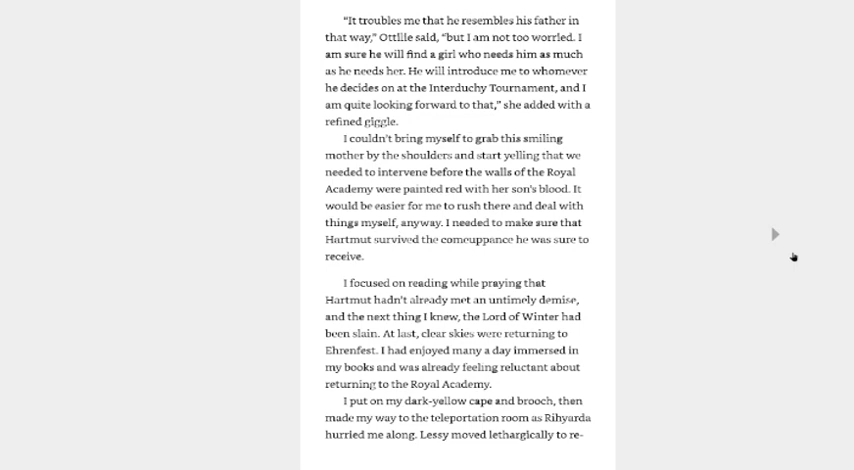 “It troubles me that he resembles his father in
that way,” Ottilie said, “but I am not too worried. I
am sure he will find a girl who needs him as much
as he needs her. He will introduce me to whomever
he decides on at the Interduchy Tournament, and I
am quite looking forward to that,” she added with a
refined giggle.
I couldn’t bring myself to grab this smiling
mother by the shoulders and start yelling that we
needed to intervene before the walls of the Royal
Academy were painted red with her son’s blood. It
would be easier for me to rush there and deal with
things myself, anyway. I needed to make sure that
Hartmut survived the comeuppance he was sure to
receive.
I focused on reading while praying that
Hartmut hadn’t already met an untimely demise,
and the next thing I knew, the Lord of Winter had
been slain. At last, clear skies were returning to
Ehrenfest. I had enjoyed many a day immersed in
my books and was already feeling reluctant about
returning to the Royal Academy.
I put on my dark-yellow cape and brooch, then
made my way to the teleportation room as Rihyarda
hurried me along. Lessy moved lethargically to re-